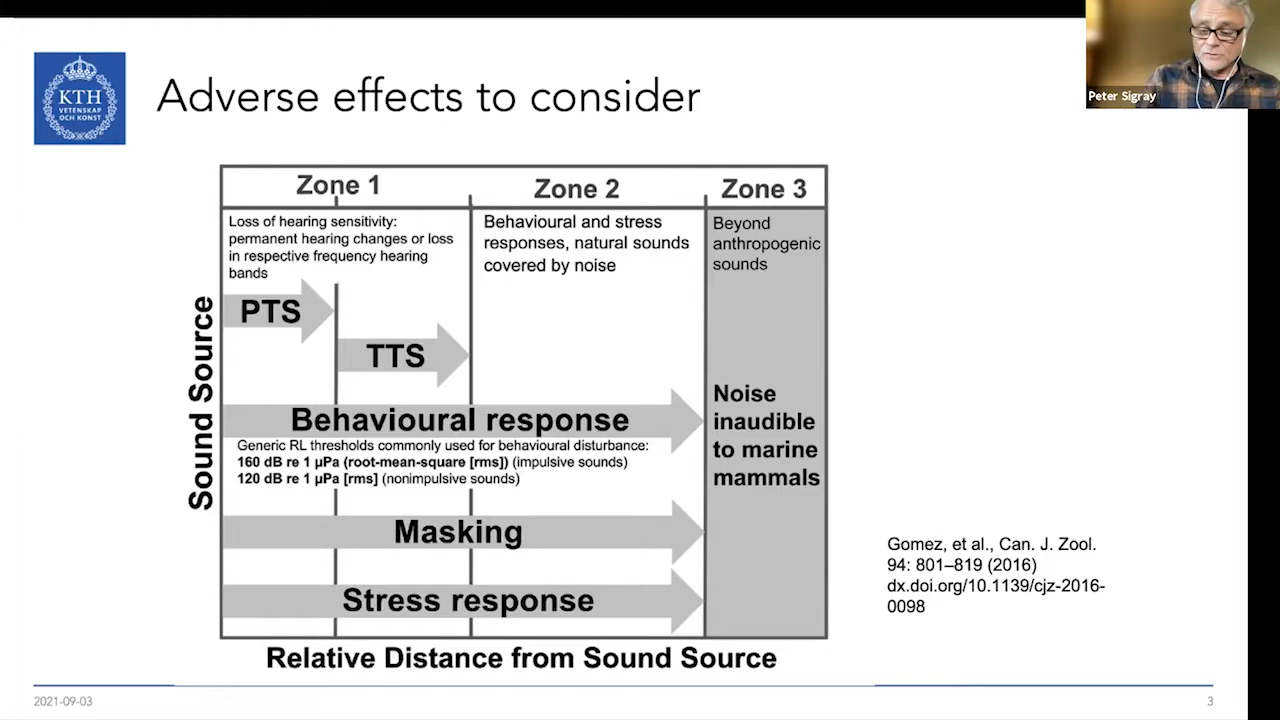 KTH
VETENSKAP
OCH KONST
Adverse effects to consider
Peter Sigray
Zone 1
Zone 2
Zone 3
Loss of hearing sensitivity:
permanent hearing changes or loss
in respective frequency hearing
bands
Behavioural and stress
responses, natural sounds
covered by noise
Beyond
anthropogenic
sounds
PTS
TTS
Behavioural response
Generic RL thresholds commonly used for behavioural disturbance:
160 dB re 1 µPa (root-mean-square [rms]) (impulsive sounds)
120 dB re 1 µPa [rms] (nonimpulsive sounds)
Masking
Stress response
Noise
inaudible
to marine
mammals
Sound Source
Relative Distance from Sound Source
Gomez, et al., Can. J. Zool.
94: 801–819 (2016)
dx.doi.org/10.1139/cjz-2016-
0098
2021-09-03
3